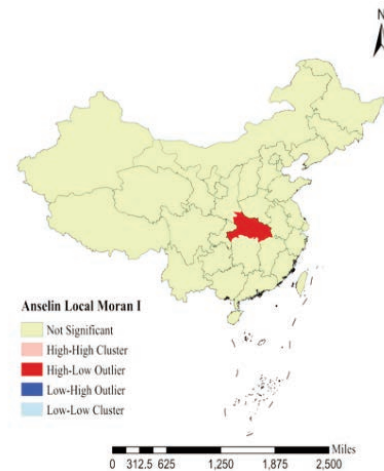 N
Anselin Local Moran I
Not Significant
High-High Cluster
High-Low Outlier
Low-High Outlier
Low-Low Cluster
Miles
0 312.5 625 1,250 1,875 2,500